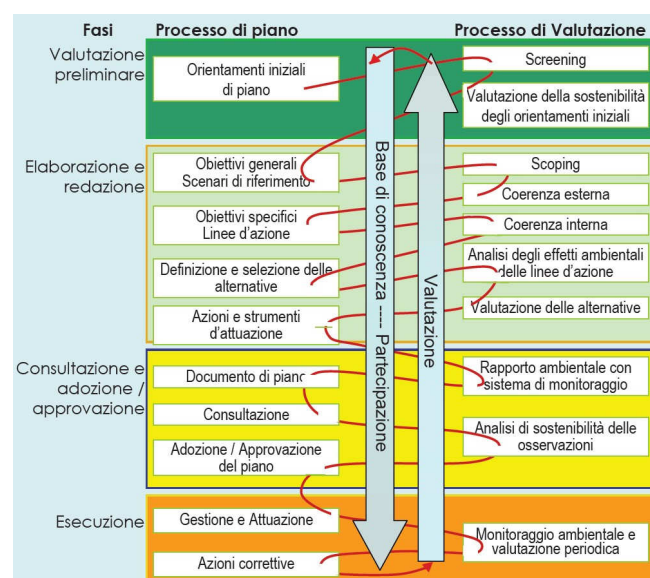 Fasi
Processo di piano
Processo di Valutazione
Valutazione
preliminare
Orientamenti iniziali
di piano
Screening
Valutazione della sostenibilità
degli orientamenti iniziali
Elaborazione e
redazione
Obiettivi generali
Scenari di riferimento
Scoping
Obiettivi specifici
Linee d'azione
Coerenza esterna
Coerenza interna
Definizione e selezione delle
alternative
Analisi degli effetti ambientali
delle linee d'azione
Azioni e strumenti
d'attuazione
Valutazione delle alternative
Base di conoscenza ---- Partecipazione
Valutazione
Consultazione e
adozione /
approvazione
Documento di piano
Rapporto ambientale con
sistema di monitoraggio
Consultazione
Analisi di sostenibilità delle
osservazioni
Adozione / Approvazione
del piano
Esecuzione
Gestione e Attuazione
Monitoraggio ambientale e
valutazione periodica
Azioni correttive